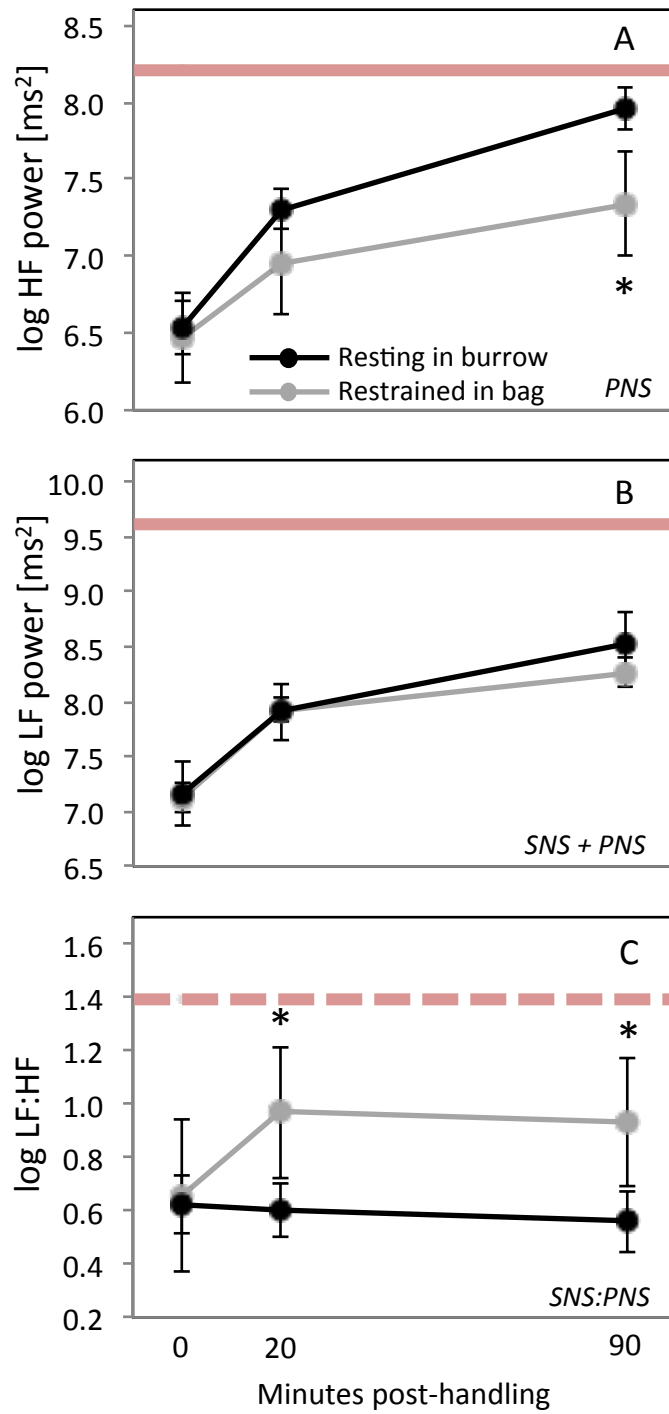 8.5
A
8.0
7.5
7.0
6.5
6.0
log HF power [ms²]
*
Resting in burrow
Restrained in bag
PNS
10.0
B
9.5
9.0
8.5
8.0
7.5
7.0
6.5
log LF power [ms²]
SNS + PNS
1.6
C
1.4
* *
1.2
1.0
0.8
0.6
0.4
0.2
log LF:HF
SNS:PNS
0 20 90
Minutes post-handling